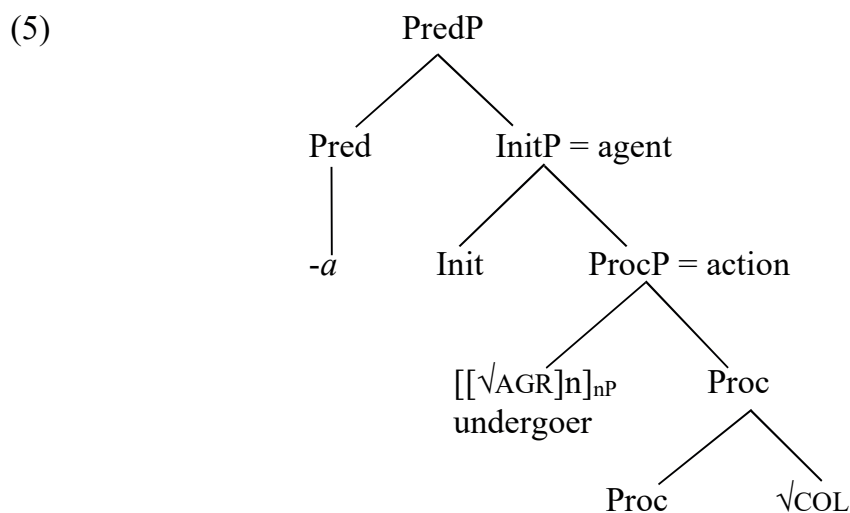 (5) PredP
Pred InitP = agent
-a Init ProcP = action
[[√AGR]n]nP Proc
undergoer
Proc √COL